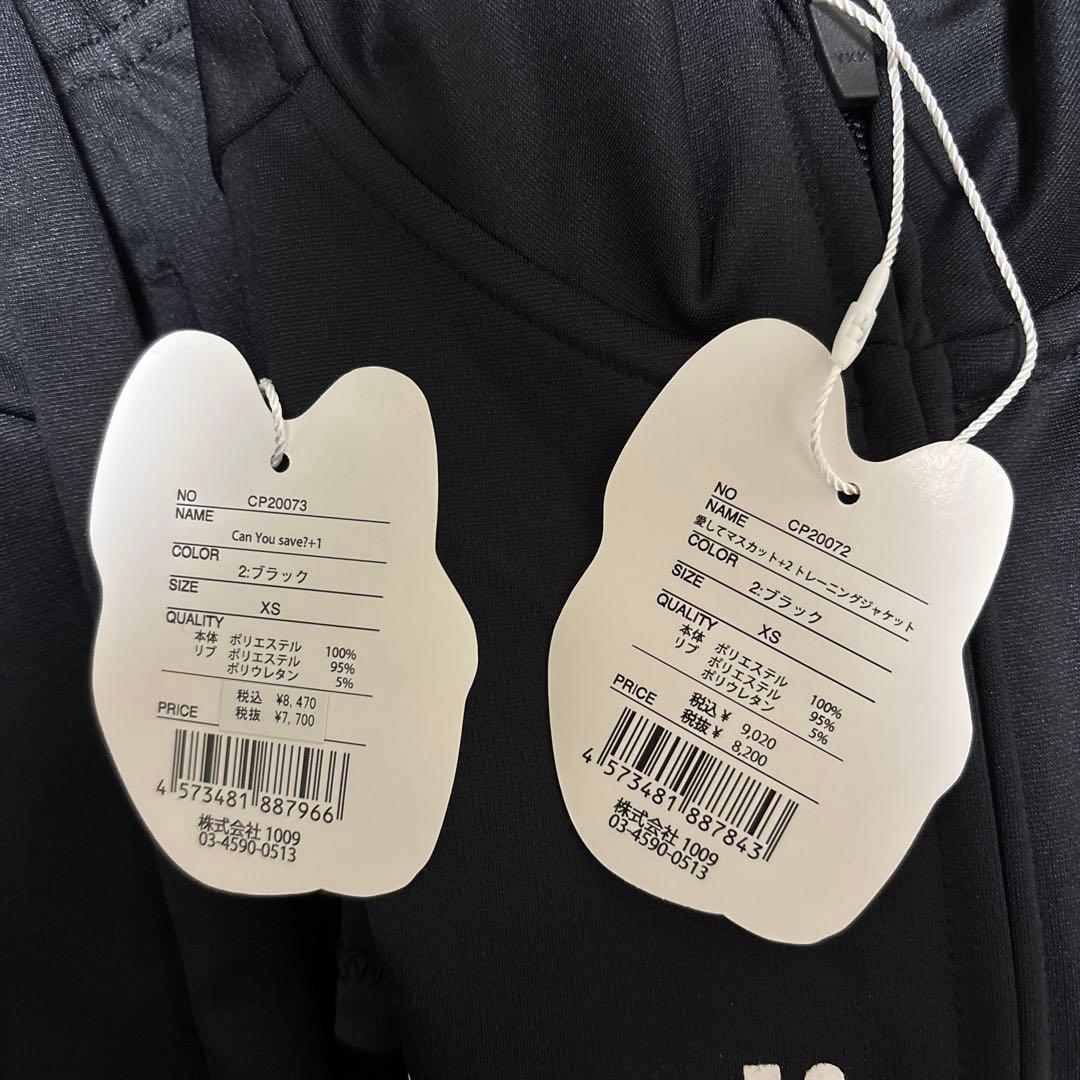 YKK
NO CP20073
NAME
Can You save?+1
COLOR
2:ブラック
SIZE
XS
QUALITY
本体 ポリエステル 100%
リブ ポリエステル 95%
ポリウレタン 5%
税込 ¥8,470
PRICE 税抜 ¥7,700
4 573481 887966
株式会社 1009
03-4590-0513
NO CP20072
NAME
愛してマスカット+2 トレーニングジャケット
COLOR
2:ブラック
SIZE
XS
QUALITY
本体 ポリエステル 100%
リブ ポリエステル 95%
ポリウレタン 5%
PRICE 税込 ¥ 9,020
税抜 ¥ 8,200
4 573481 887843
株式会社 1009
03-4590-0513